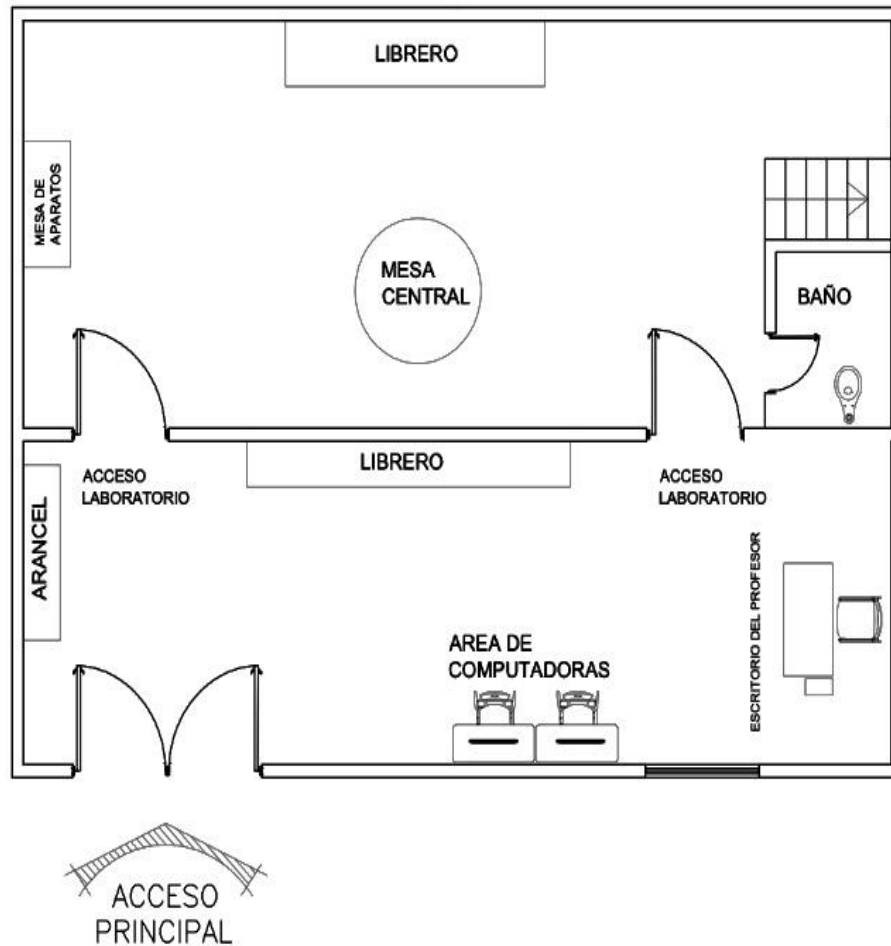 LIBRERO
MESA DE
APARATOS
MESA
CENTRAL
BAÑO
LIBRERO
ACCESO
LABORATORIO
ACCESO
LABORATORIO
ARANCEL
ESCRITORIO DEL PROFESOR
AREA DE
COMPUTADORAS
ACCESO
PRINCIPAL